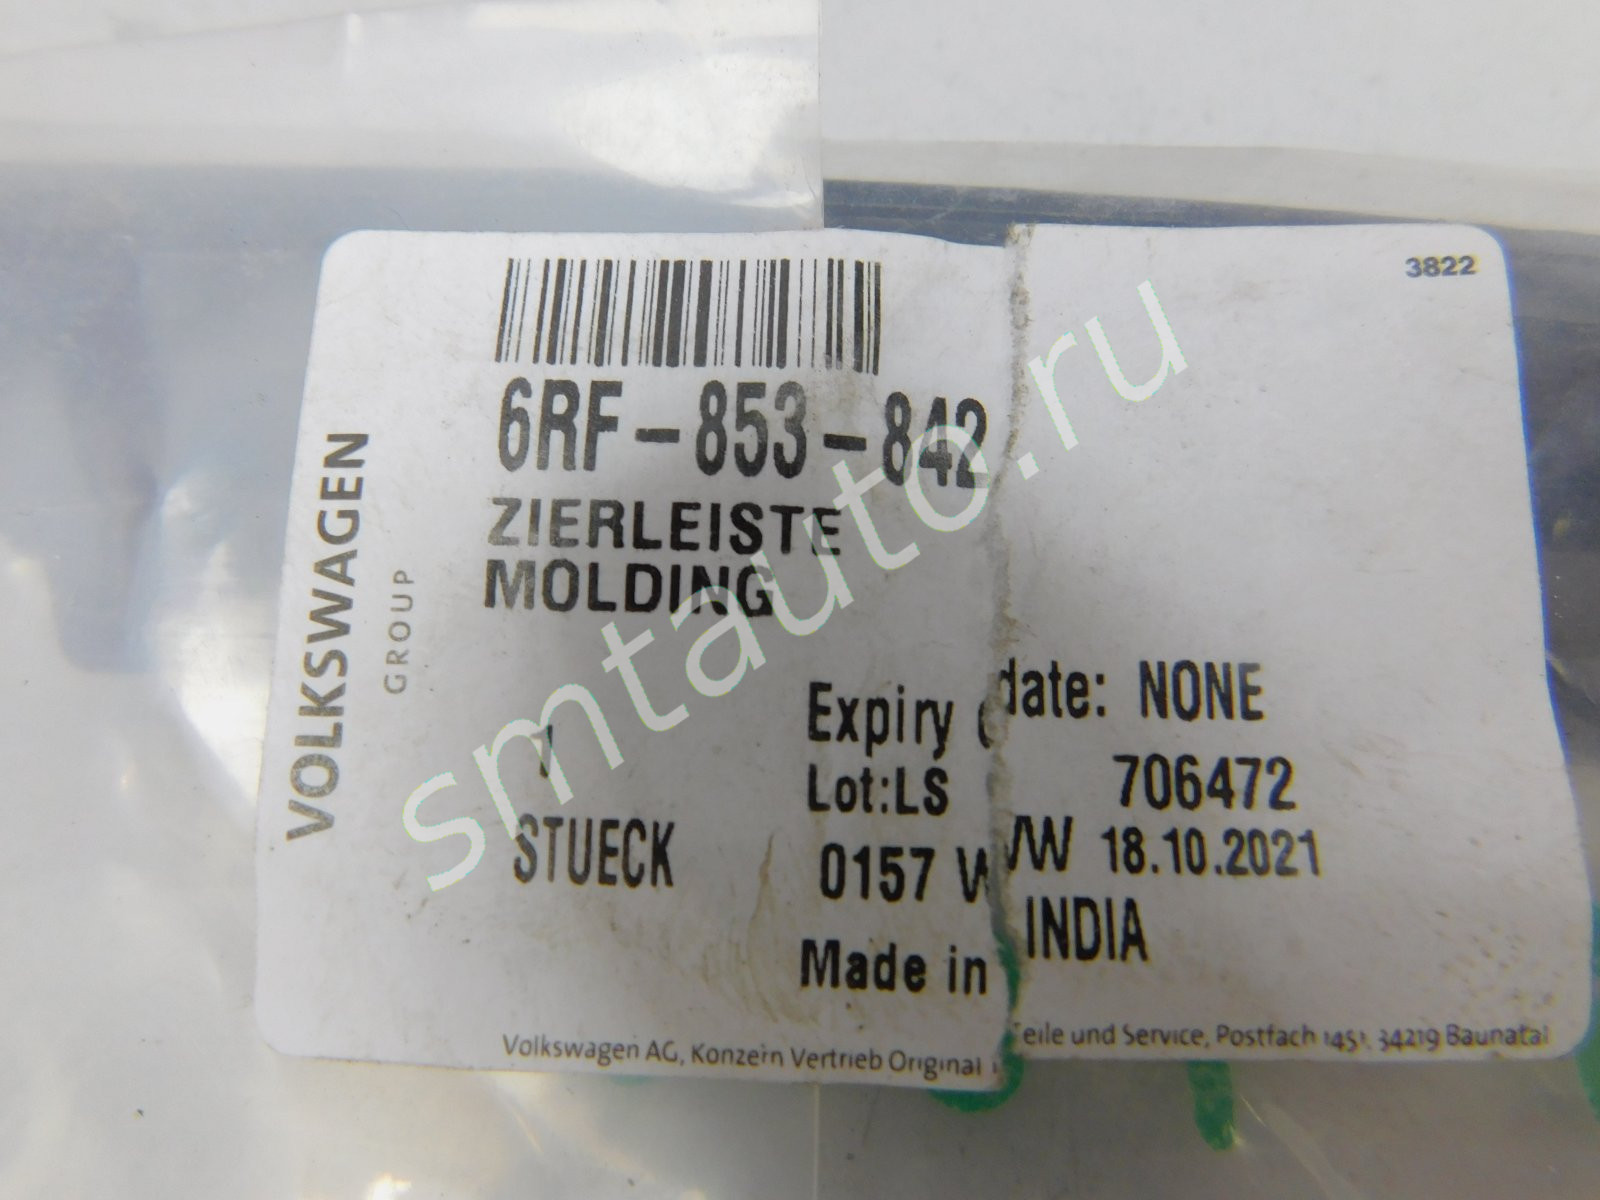 3822
6RF-853-842
ZIERLEISTE
MOLDING
VOLKSWAGEN
GROUP
1
STUECK
Expiry date: NONE
Lot:LS 706472
0157 VW 18.10.2021
Made in INDIA
Volkswagen AG, Konzern Vertrieb Original Teile und Service, Postfach 1451, 34219 Baunatal
smtauto.ru